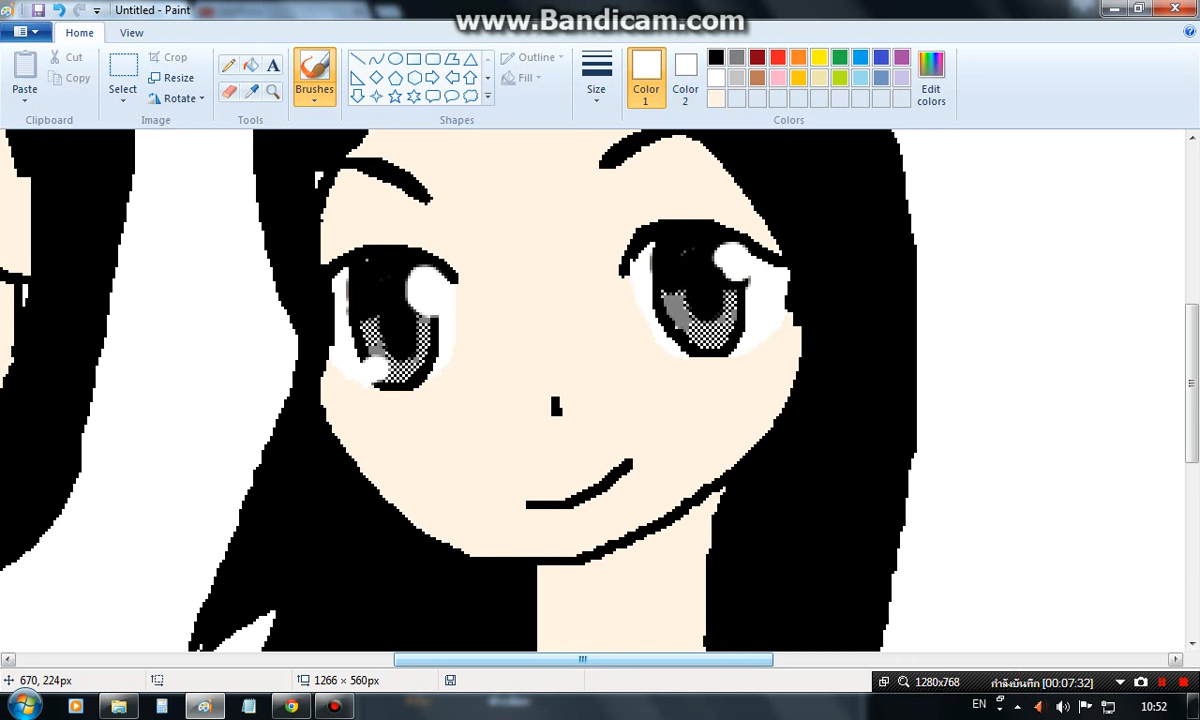 Untitled - Paint
www.Bandicam.com
Home
View
Paste
Cut
Copy
Clipboard
Select
Crop
Resize
Rotate
Image
Tools
Brushes
Shapes
Outline
Fill
Size
Color 1
Color 2
Edit colors
Colors
670, 224px
1266 × 560px
1280x768
กำลังบันทึก [00:07:32]
EN
10:52